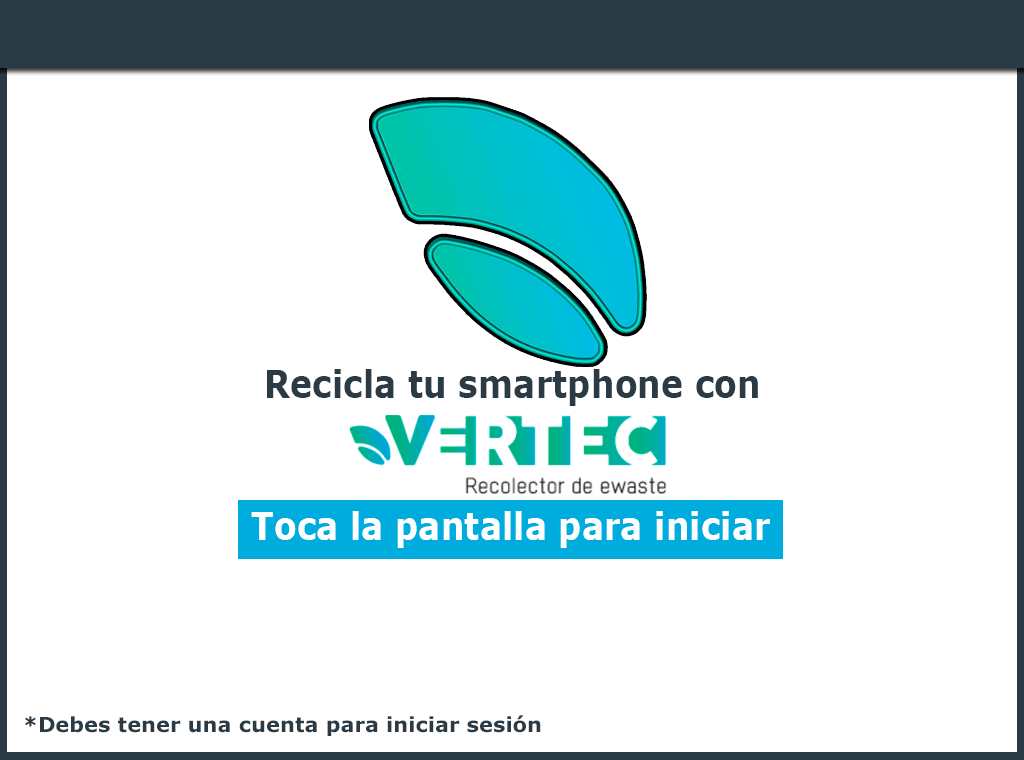 Recicla tu smartphone con
VERTEC
Recolector de ewaste
Toca la pantalla para iniciar
*Debes tener una cuenta para iniciar sesión